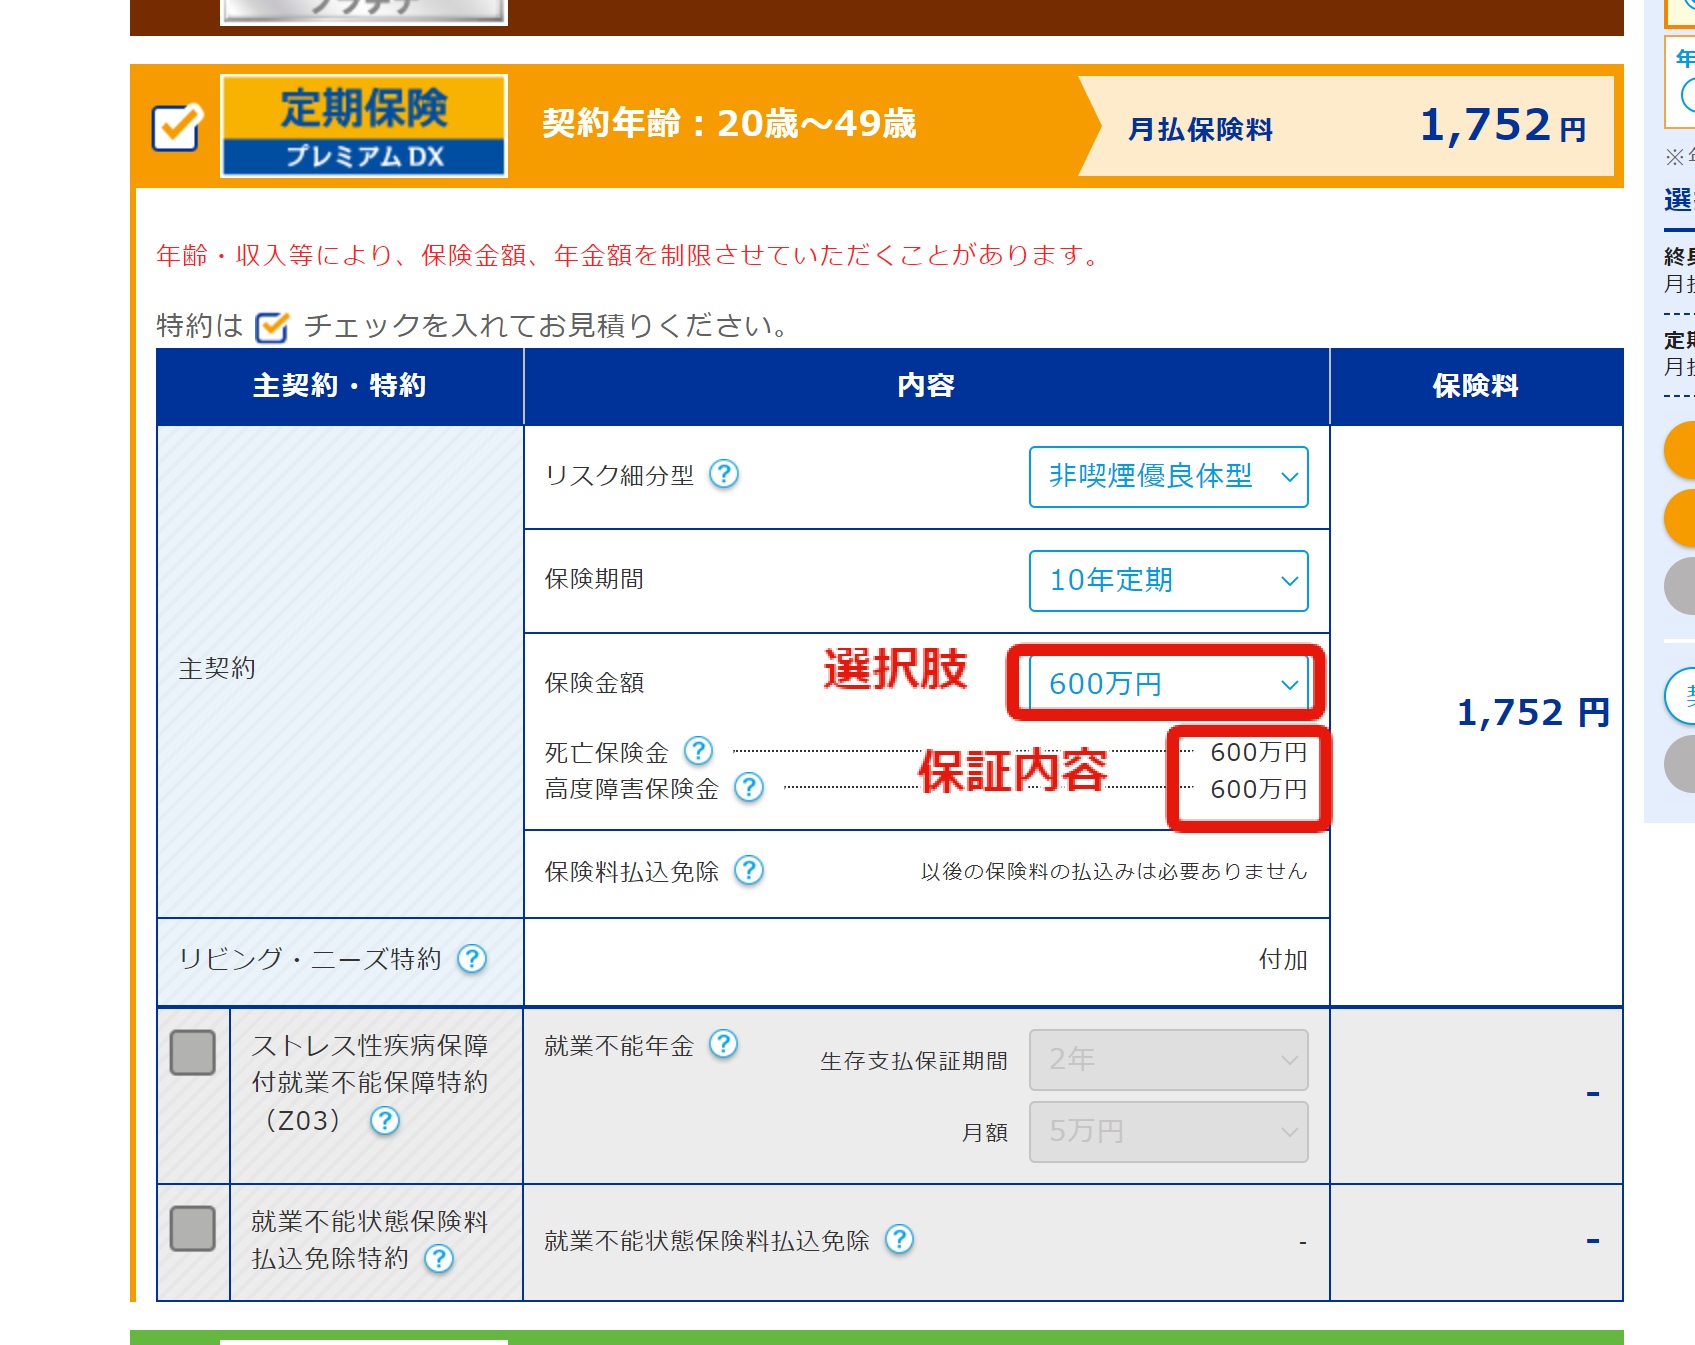 プラチナ
定期保険
プレミアムDX
契約年齢：20歳～49歳
月払保険料
1,752円
年齢・収入等により、保険金額、年金額を制限させていただくことがあります。
特約は チェックを入れてお見積りください。
主契約・特約
内容
保険料
主契約
リスク細分型 ?
非喫煙優良体型
保険期間
10年定期
保険金額
選択肢
600万円
死亡保険金 ?
600万円
保証内容
高度障害保険金 ?
600万円
保険料払込免除 ?
以後の保険料の払込みは必要ありません
1,752 円
リビング・ニーズ特約 ?
付加
ストレス性疾病保障
付就業不能保障特約
（Z03） ?
就業不能年金 ?
生存支払保証期間
2年
月額
5万円
-
就業不能状態保険料
払込免除特約 ?
就業不能状態保険料払込免除 ?
-
-
年
※
選
終身
月払
定期
月払